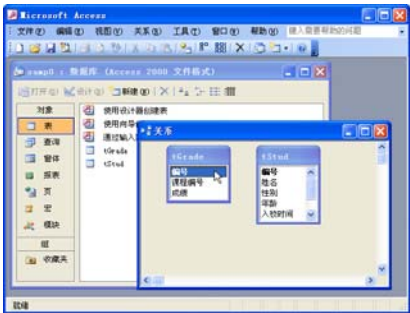 Microsoft Access
文件(F) 编辑(E) 视图(V) 关系(R) 工具(T) 窗口(W) 帮助(H) 键入需要帮助的问题
samp0 : 数据库 (Access 2000 文件格式)
打开(O) 设计(D) 新建(N)
对象
表
查询
窗体
报表
页
宏
模块
组
收藏夹
使用设计器创建表
使用向导
通过输入
tGrade
tStud
关系
tGrade
编号
课程编号
成绩
tStud
编号
姓名
性别
年龄
入校时间
就绪